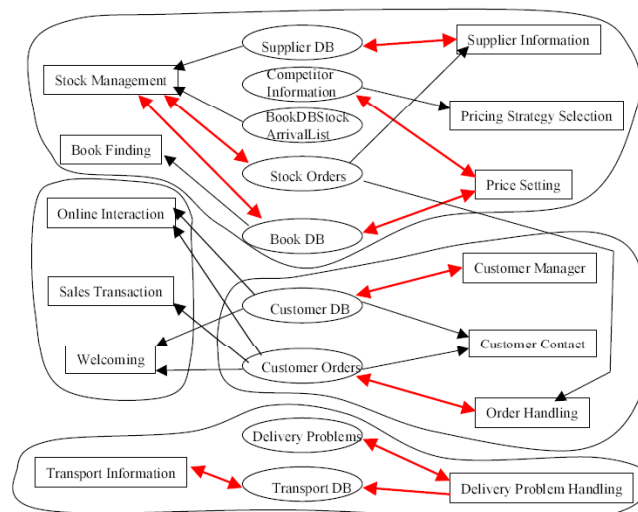 Supplier DB
Supplier Information
Stock Management
Competitor
Information
BookDBStock
ArrivalList
Pricing Strategy Selection
Book Finding
Stock Orders
Price Setting
Online Interaction
Book DB
Customer Manager
Sales Transaction
Customer DB
Customer Contact
Welcoming
Customer Orders
Order Handling
Delivery Problems
Transport Information
Transport DB
Delivery Problem Handling